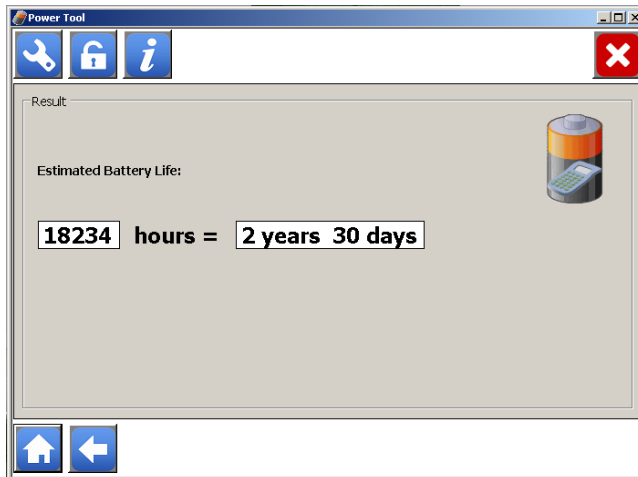 Power Tool
Result
Estimated Battery Life:
18234 hours = 2 years 30 days